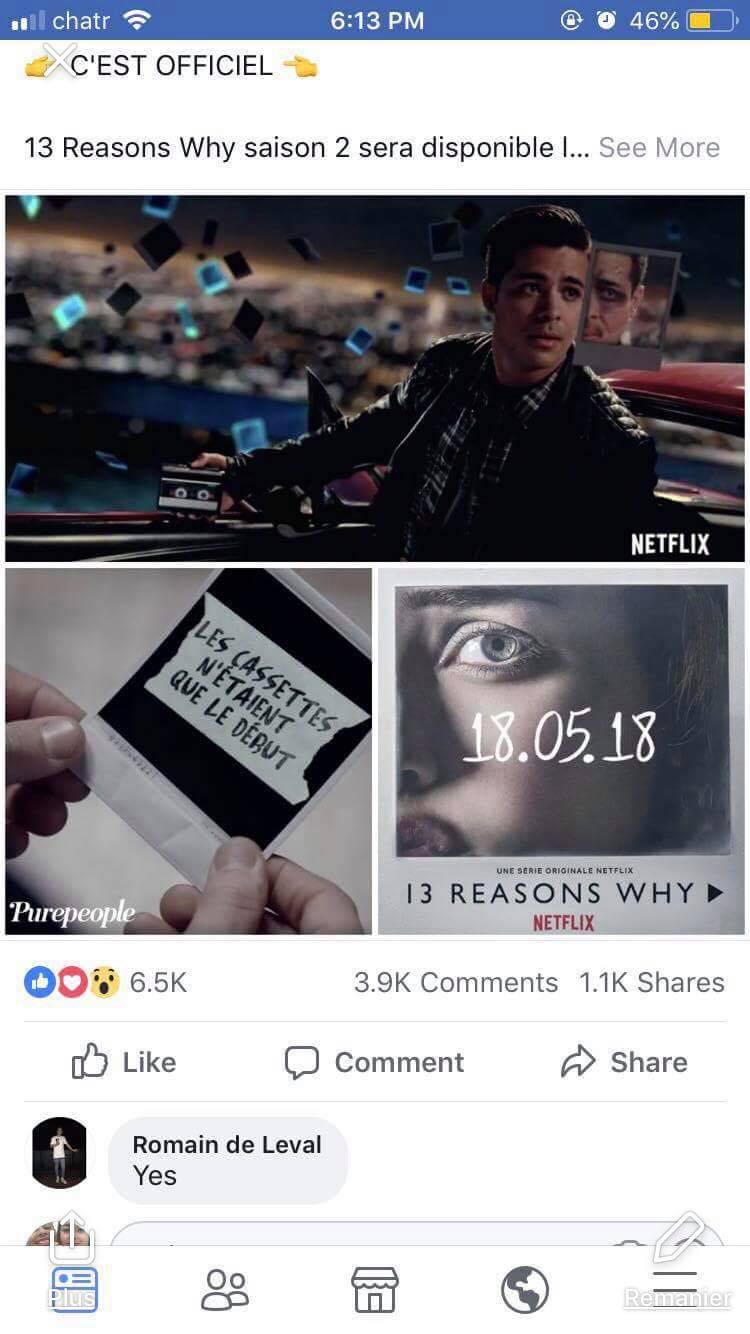 chatr 6:13 PM 46%
C'EST OFFICIEL
13 Reasons Why saison 2 sera disponible l... See More
NETFLIX
LES CASSETTES
N'ÉTAIENT
QUE LE DÉBUT
Purepeople
18.05.18
UNE SÉRIE ORIGINALE NETFLIX
13 REASONS WHY
NETFLIX
6.5K 3.9K Comments 1.1K Shares
Like Comment Share
Romain de Leval
Yes
Plus Remanier